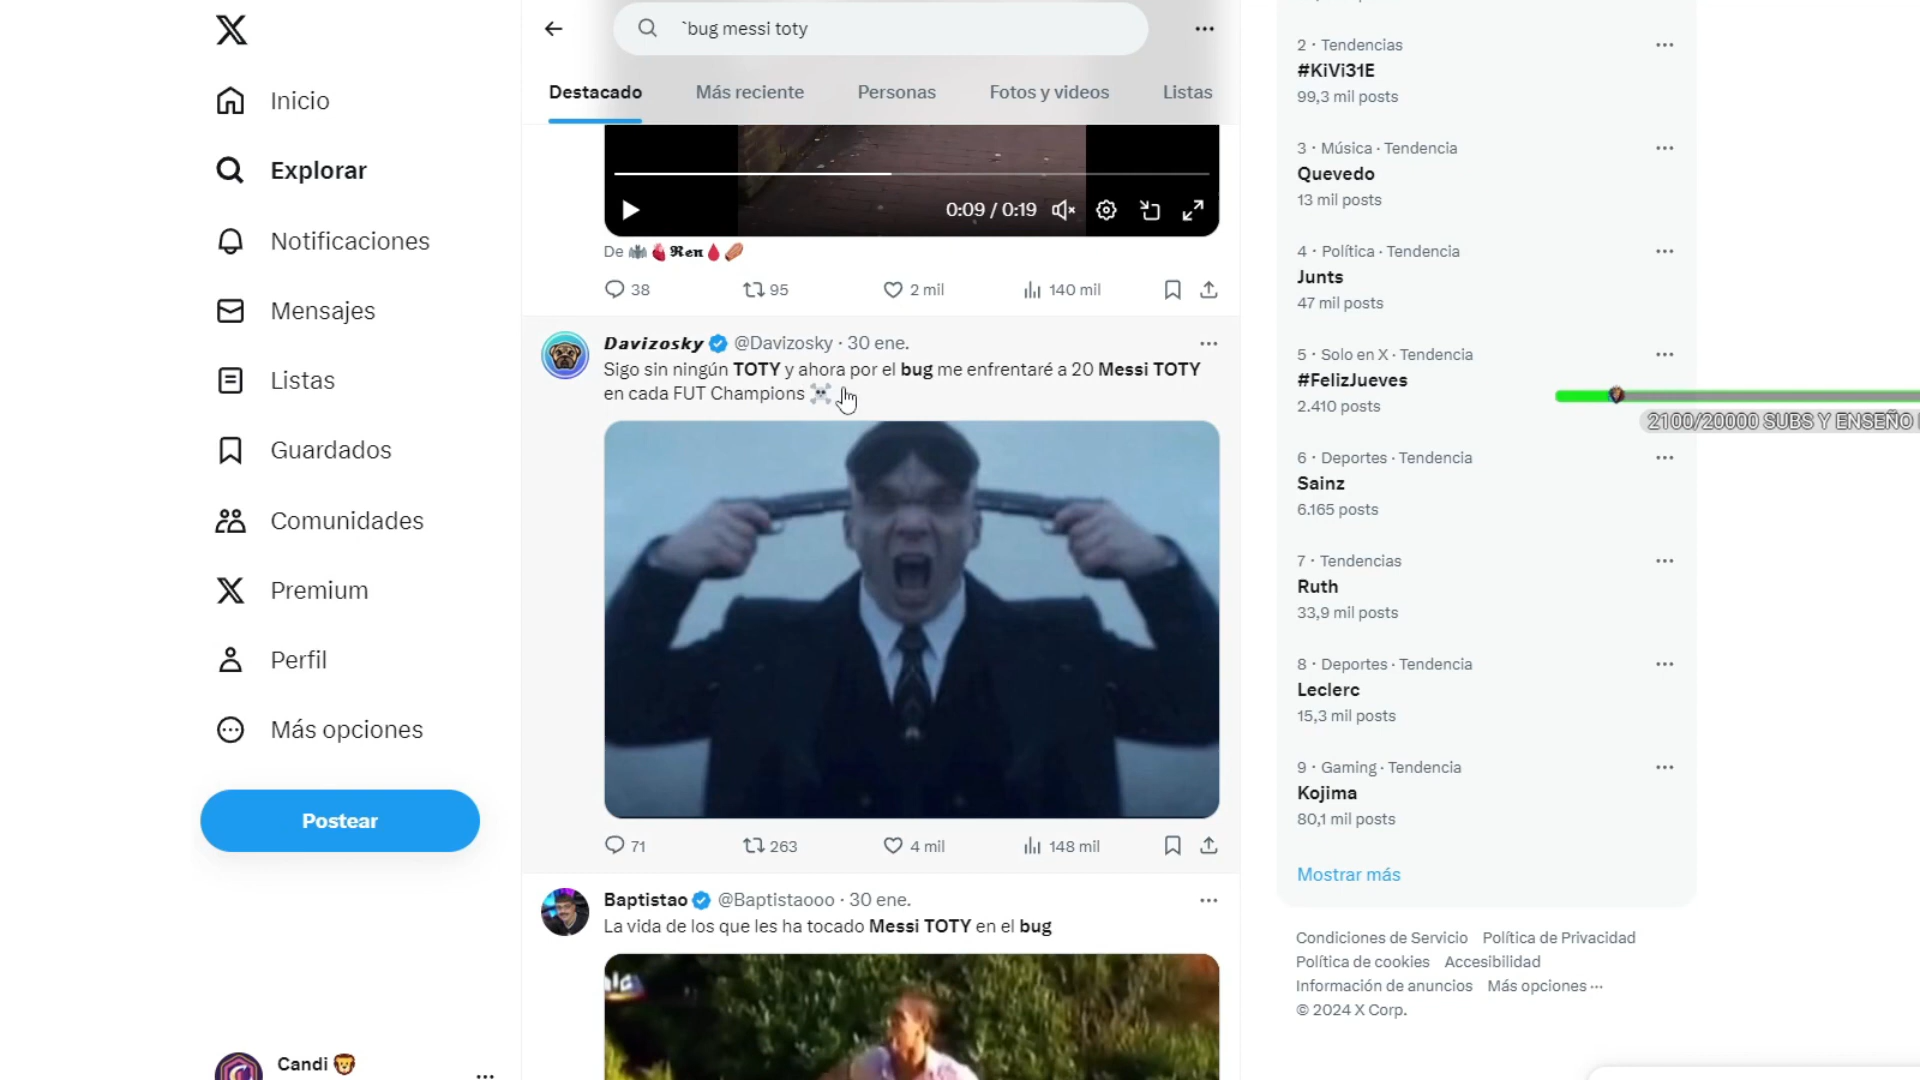 Inicio
Explorar
Notificaciones
Mensajes
Listas
Guardados
Comunidades
Premium
Perfil
Más opciones
Postear
Candi
`bug messi toty
Destacado
Más reciente
Personas
Fotos y videos
Listas
0:09 / 0:19
De 𝕽𝖊𝖓
38
95
2 mil
140 mil
Davizosky @Davizosky · 30 ene.
Sigo sin ningún TOTY y ahora por el bug me enfrentaré a 20 Messi TOTY
en cada FUT Champions
71
263
4 mil
148 mil
Baptistao @Baptistaooo · 30 ene.
La vida de los que les ha tocado Messi TOTY en el bug
2 · Tendencias
#KiVi31E
99,3 mil posts
3 · Música · Tendencia
Quevedo
13 mil posts
4 · Política · Tendencia
Junts
47 mil posts
5 · Solo en X · Tendencia
#FelizJueves
2.410 posts
2100/20000 SUBS Y ENSEÑO
6 · Deportes · Tendencia
Sainz
6.165 posts
7 · Tendencias
Ruth
33,9 mil posts
8 · Deportes · Tendencia
Leclerc
15,3 mil posts
9 · Gaming · Tendencia
Kojima
80,1 mil posts
Mostrar más
Condiciones de Servicio Política de Privacidad
Política de cookies Accesibilidad
Información de anuncios Más opciones ···
© 2024 X Corp.